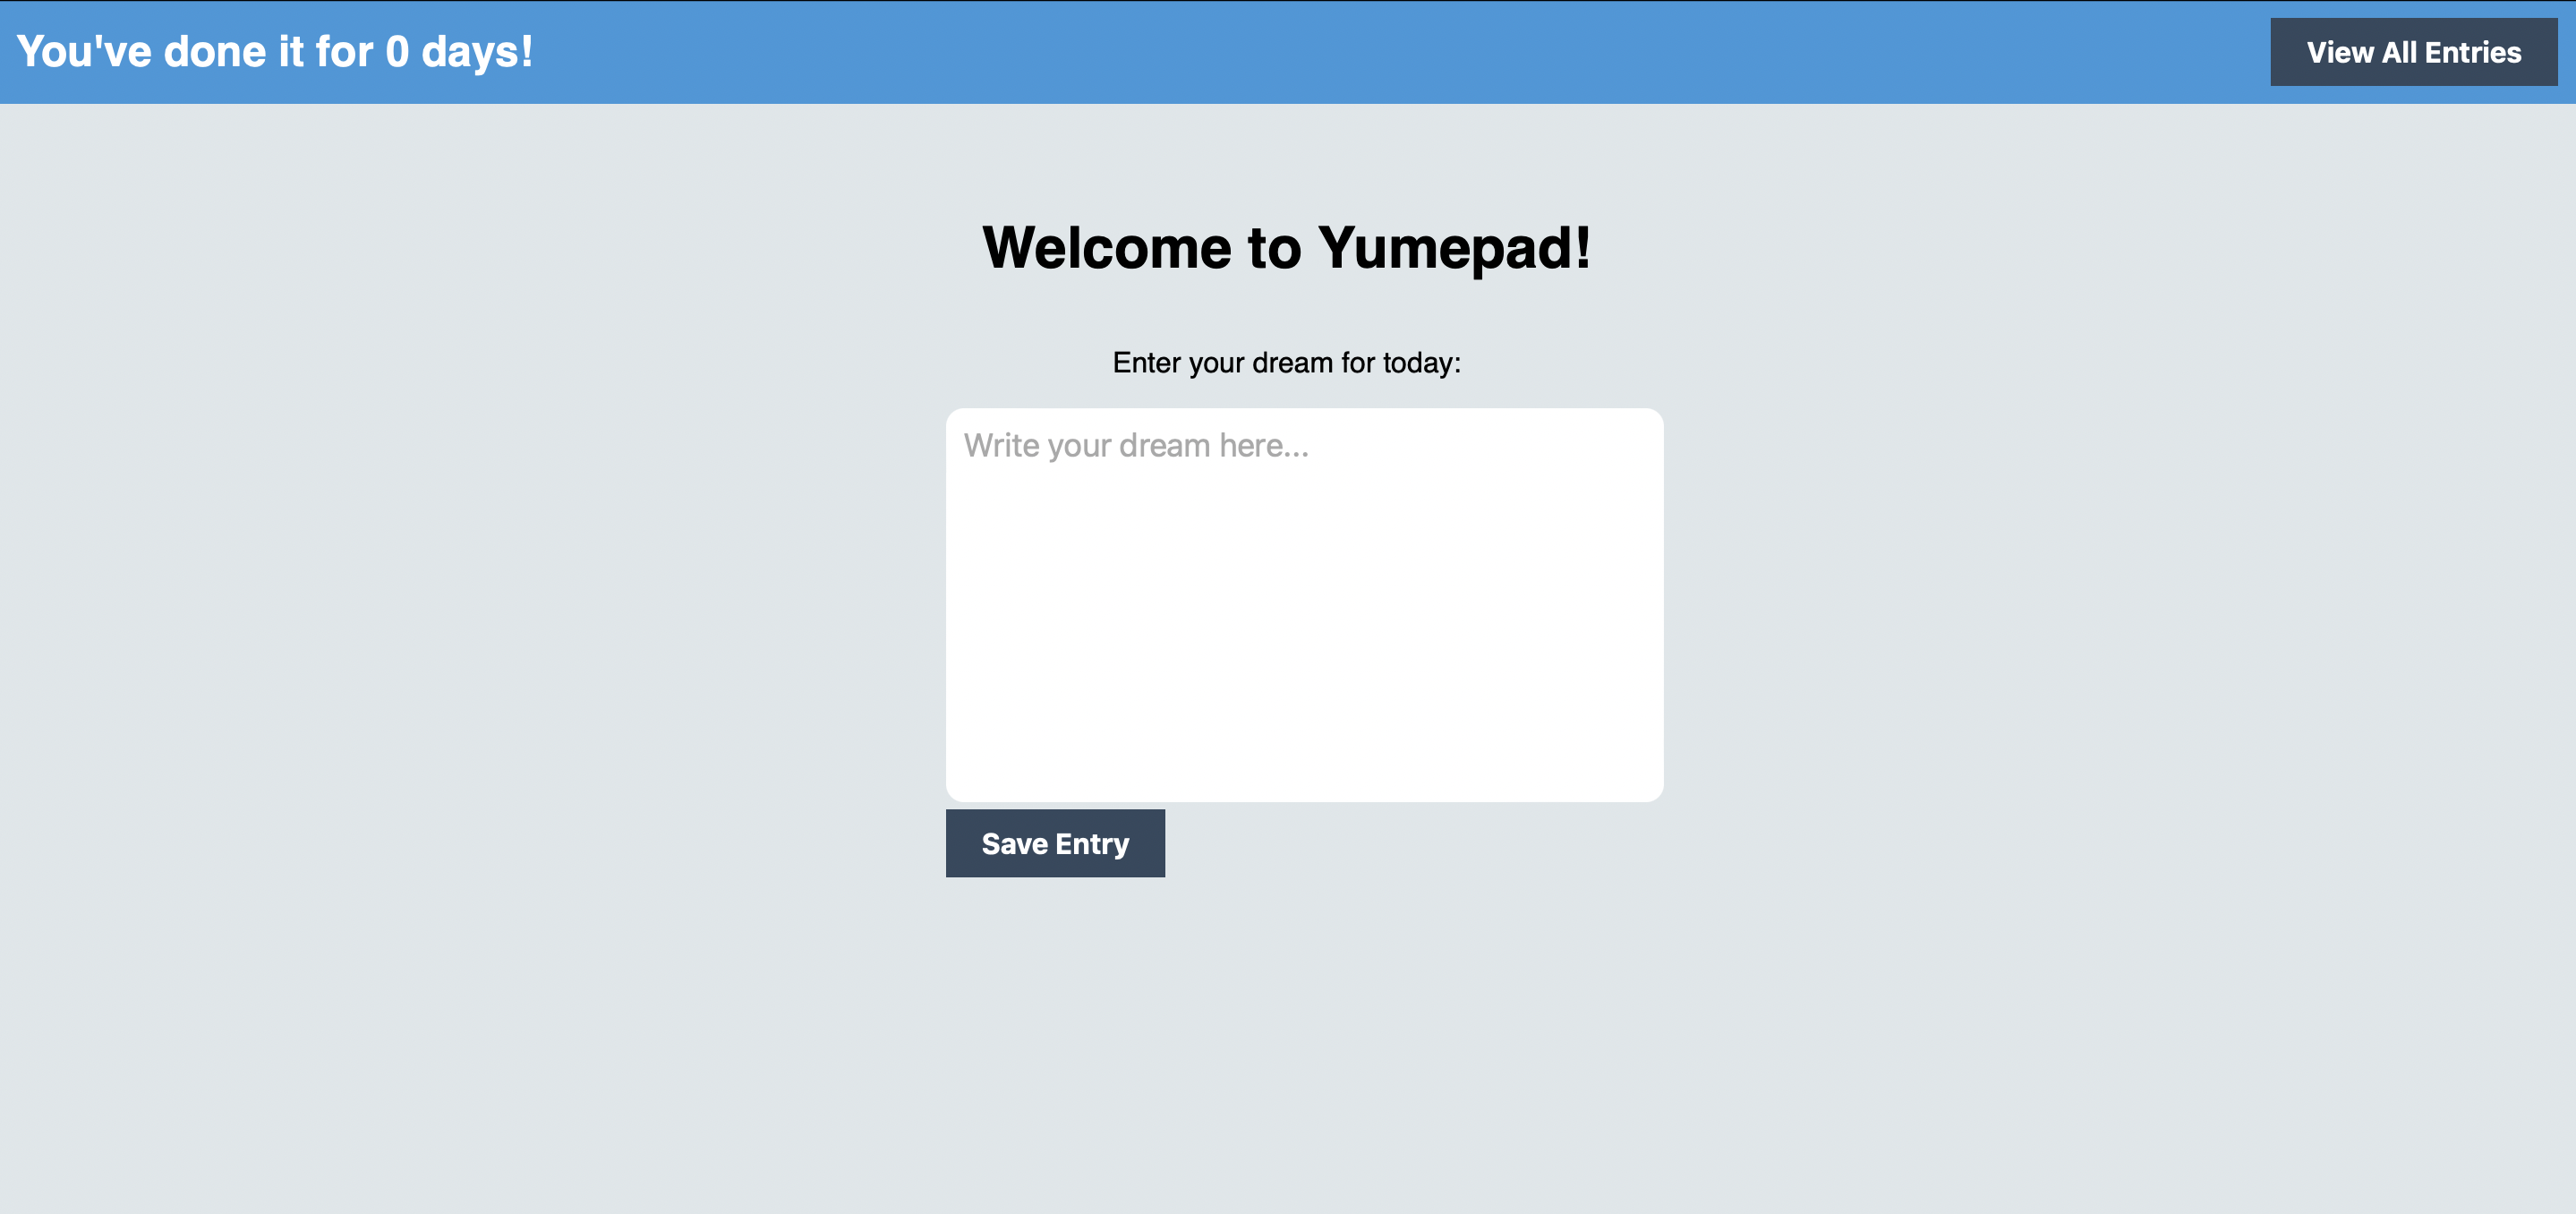 You've done it for 0 days!
View All Entries
Welcome to Yumepad!
Enter your dream for today:
Write your dream here...
Save Entry